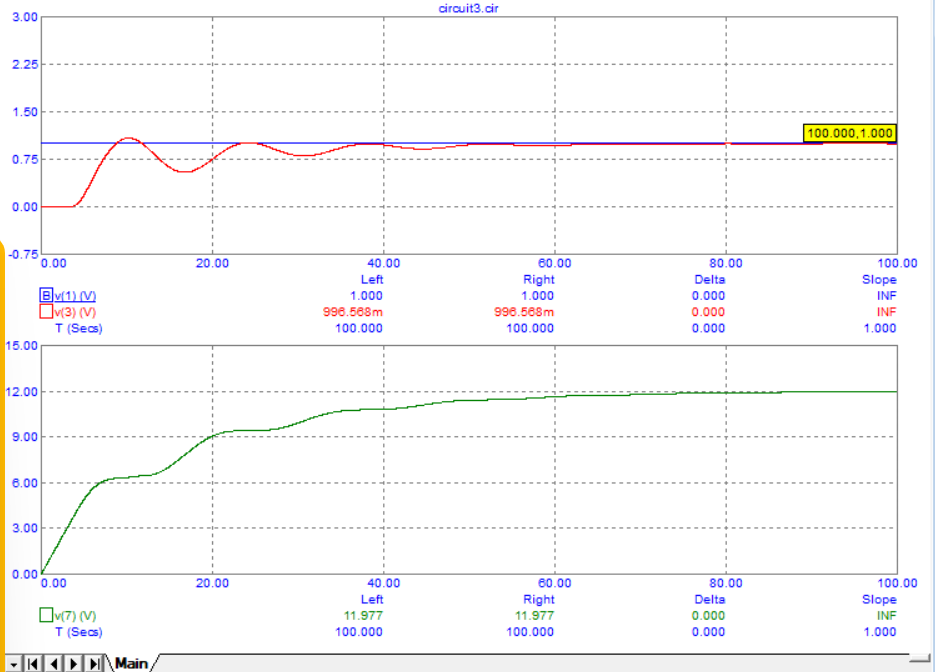 circuit3.cir
3.00
2.25
1.50
100.000,1.000
0.75
0.00
-0.75
0.00 20.00 40.00 60.00 80.00 100.00
Left Right Delta Slope
B v(1) (V) 1.000 1.000 0.000 INF
v(3) (V) 996.568m 996.568m 0.000 INF
T (Secs) 100.000 100.000 0.000 1.000
15.00
12.00
9.00
6.00
3.00
0.00
0.00 20.00 40.00 60.00 80.00 100.00
Left Right Delta Slope
v(7) (V) 11.977 11.977 0.000 INF
T (Secs) 100.000 100.000 0.000 1.000
Main